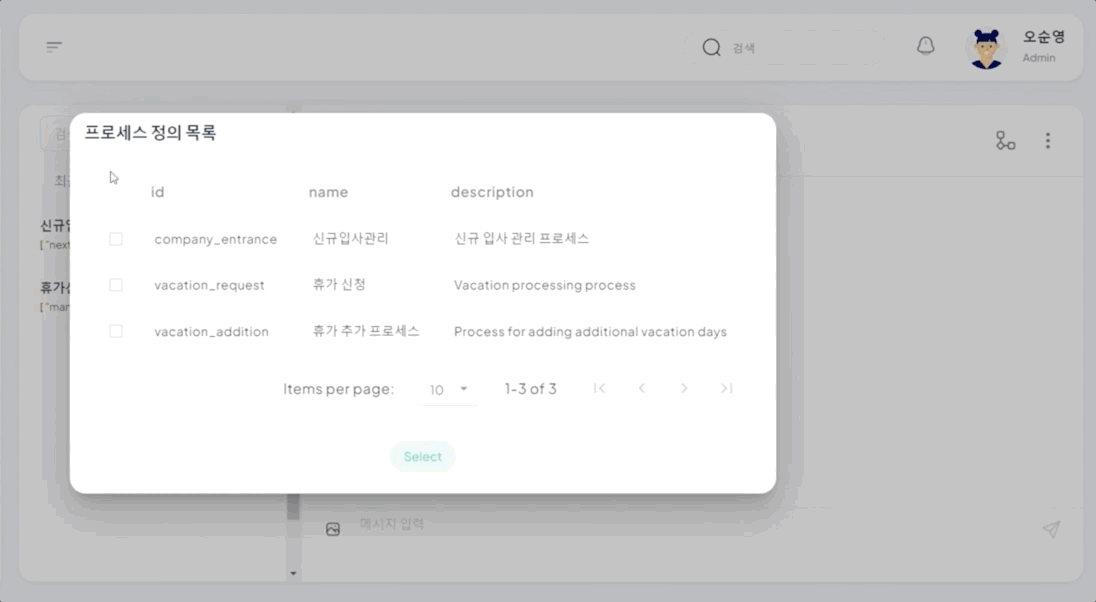 검색
오순영
Admin
프로세스 정의 목록
id name description
company_entrance 신규입사관리 신규 입사 관리 프로세스
vacation_request 휴가 신청 Vacation processing process
vacation_addition 휴가 추가 프로세스 Process for adding additional vacation days
Items per page: 10 1-3 of 3
Select
신규
["next
휴가
["man
메시지 입력